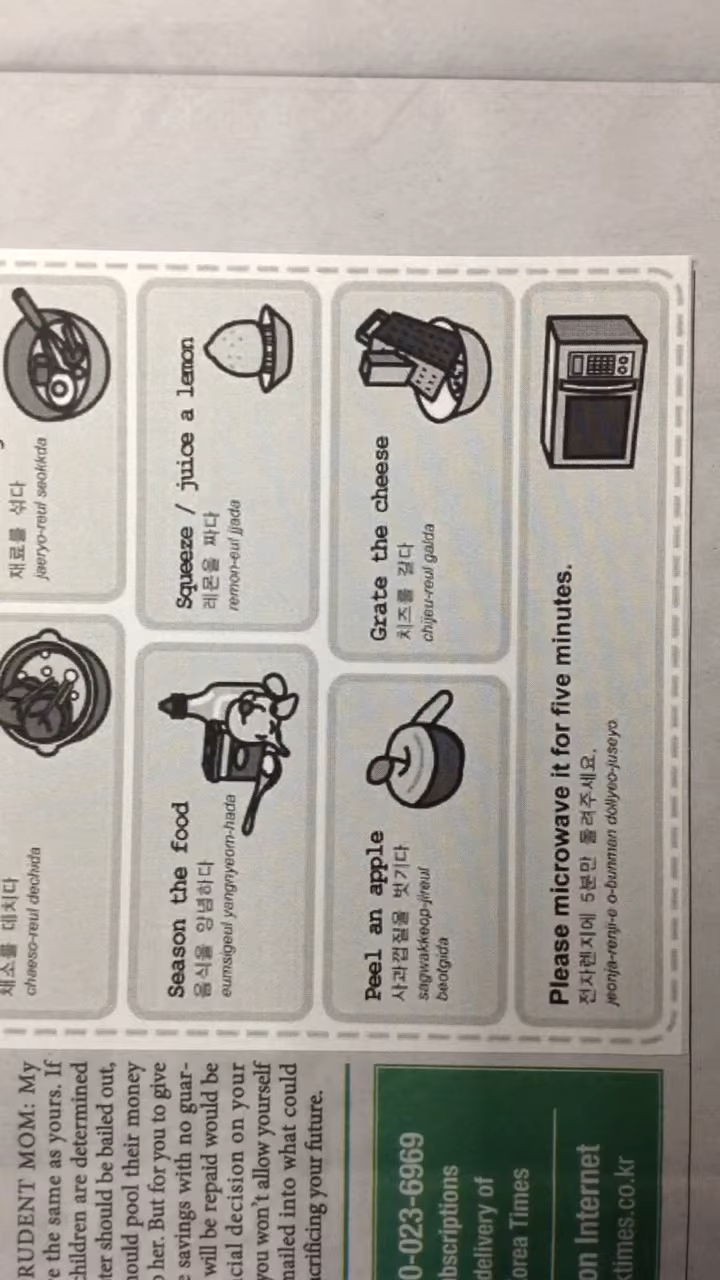 채소를 데치다
chaeso-reul dechida
재료를 섞다
jaeryo-reul seokkda
Season the food
음식을 양념하다
eumsigeul yangnyeom-hada
Squeeze / juice a lemon
레몬을 짜다
remon-eul jjada
Peel an apple
사과껍질을 벗기다
sagwakkeop-jireul
beotgida
Grate the cheese
치즈를 갈다
chijeu-reul galda
Please microwave it for five minutes.
전자렌지에 5분만 돌려주세요.
jeonja-renji-e o-bunman dollyeo-juseyo
RUDENT MOM: My
e the same as yours. If
hildren are determined
ter should be bailed out,
ould pool their money
her. But for you to give
e savings with no guar-
will be repaid would be
cial decision on your
you won't allow yourself
mailed into what could
crificing your future.
0-023-6969
bscriptions
delivery of
orea Times
on Internet
times.co.kr